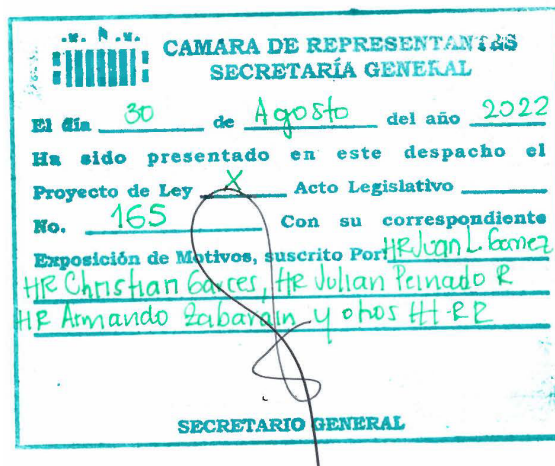 CAMARA DE REPRESENTANTES
SECRETARÍA GENERAL
El día 30 de Agosto del año 2022
Ha sido presentado en este despacho el
Proyecto de Ley X Acto Legislativo
No. 165 Con su correspondiente
Exposición de Motivos, suscrito Por HR Juan L. Gomez
HR Christian Garces, HR Julian Peinado R
HR Armando Zabarain y otros HH-RR
SECRETARIO GENERAL